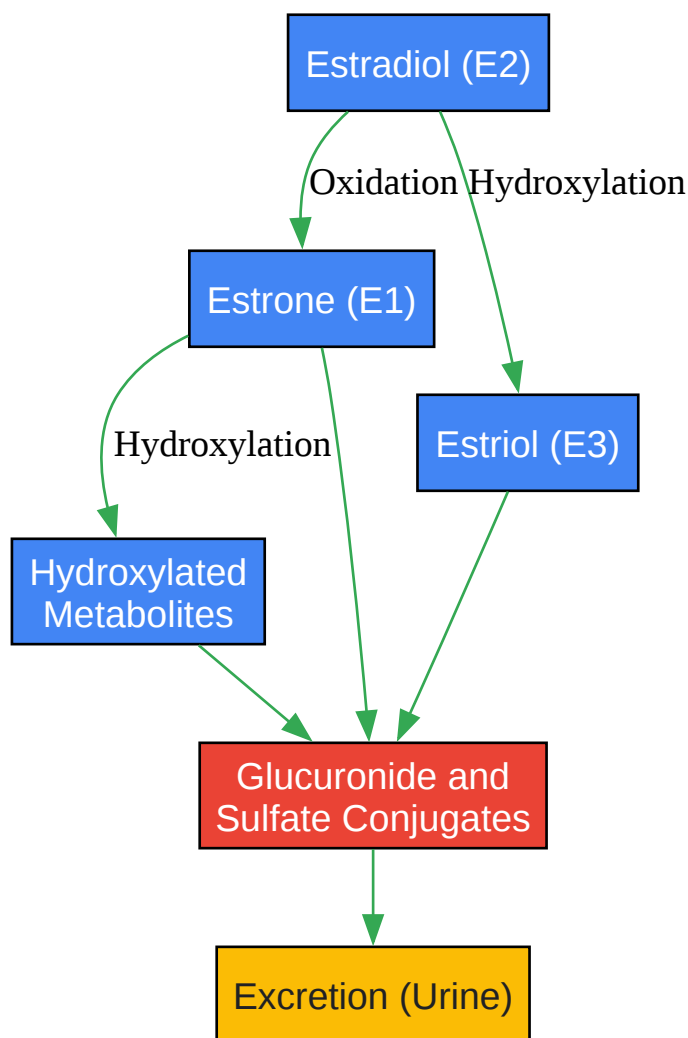 Estradiol (E2)
Oxidation
Hydroxylation
Estrone (E1)
Estriol (E3)
Hydroxylation
Hydroxylated
Metabolites
Glucuronide and
Sulfate Conjugates
Excretion (Urine)